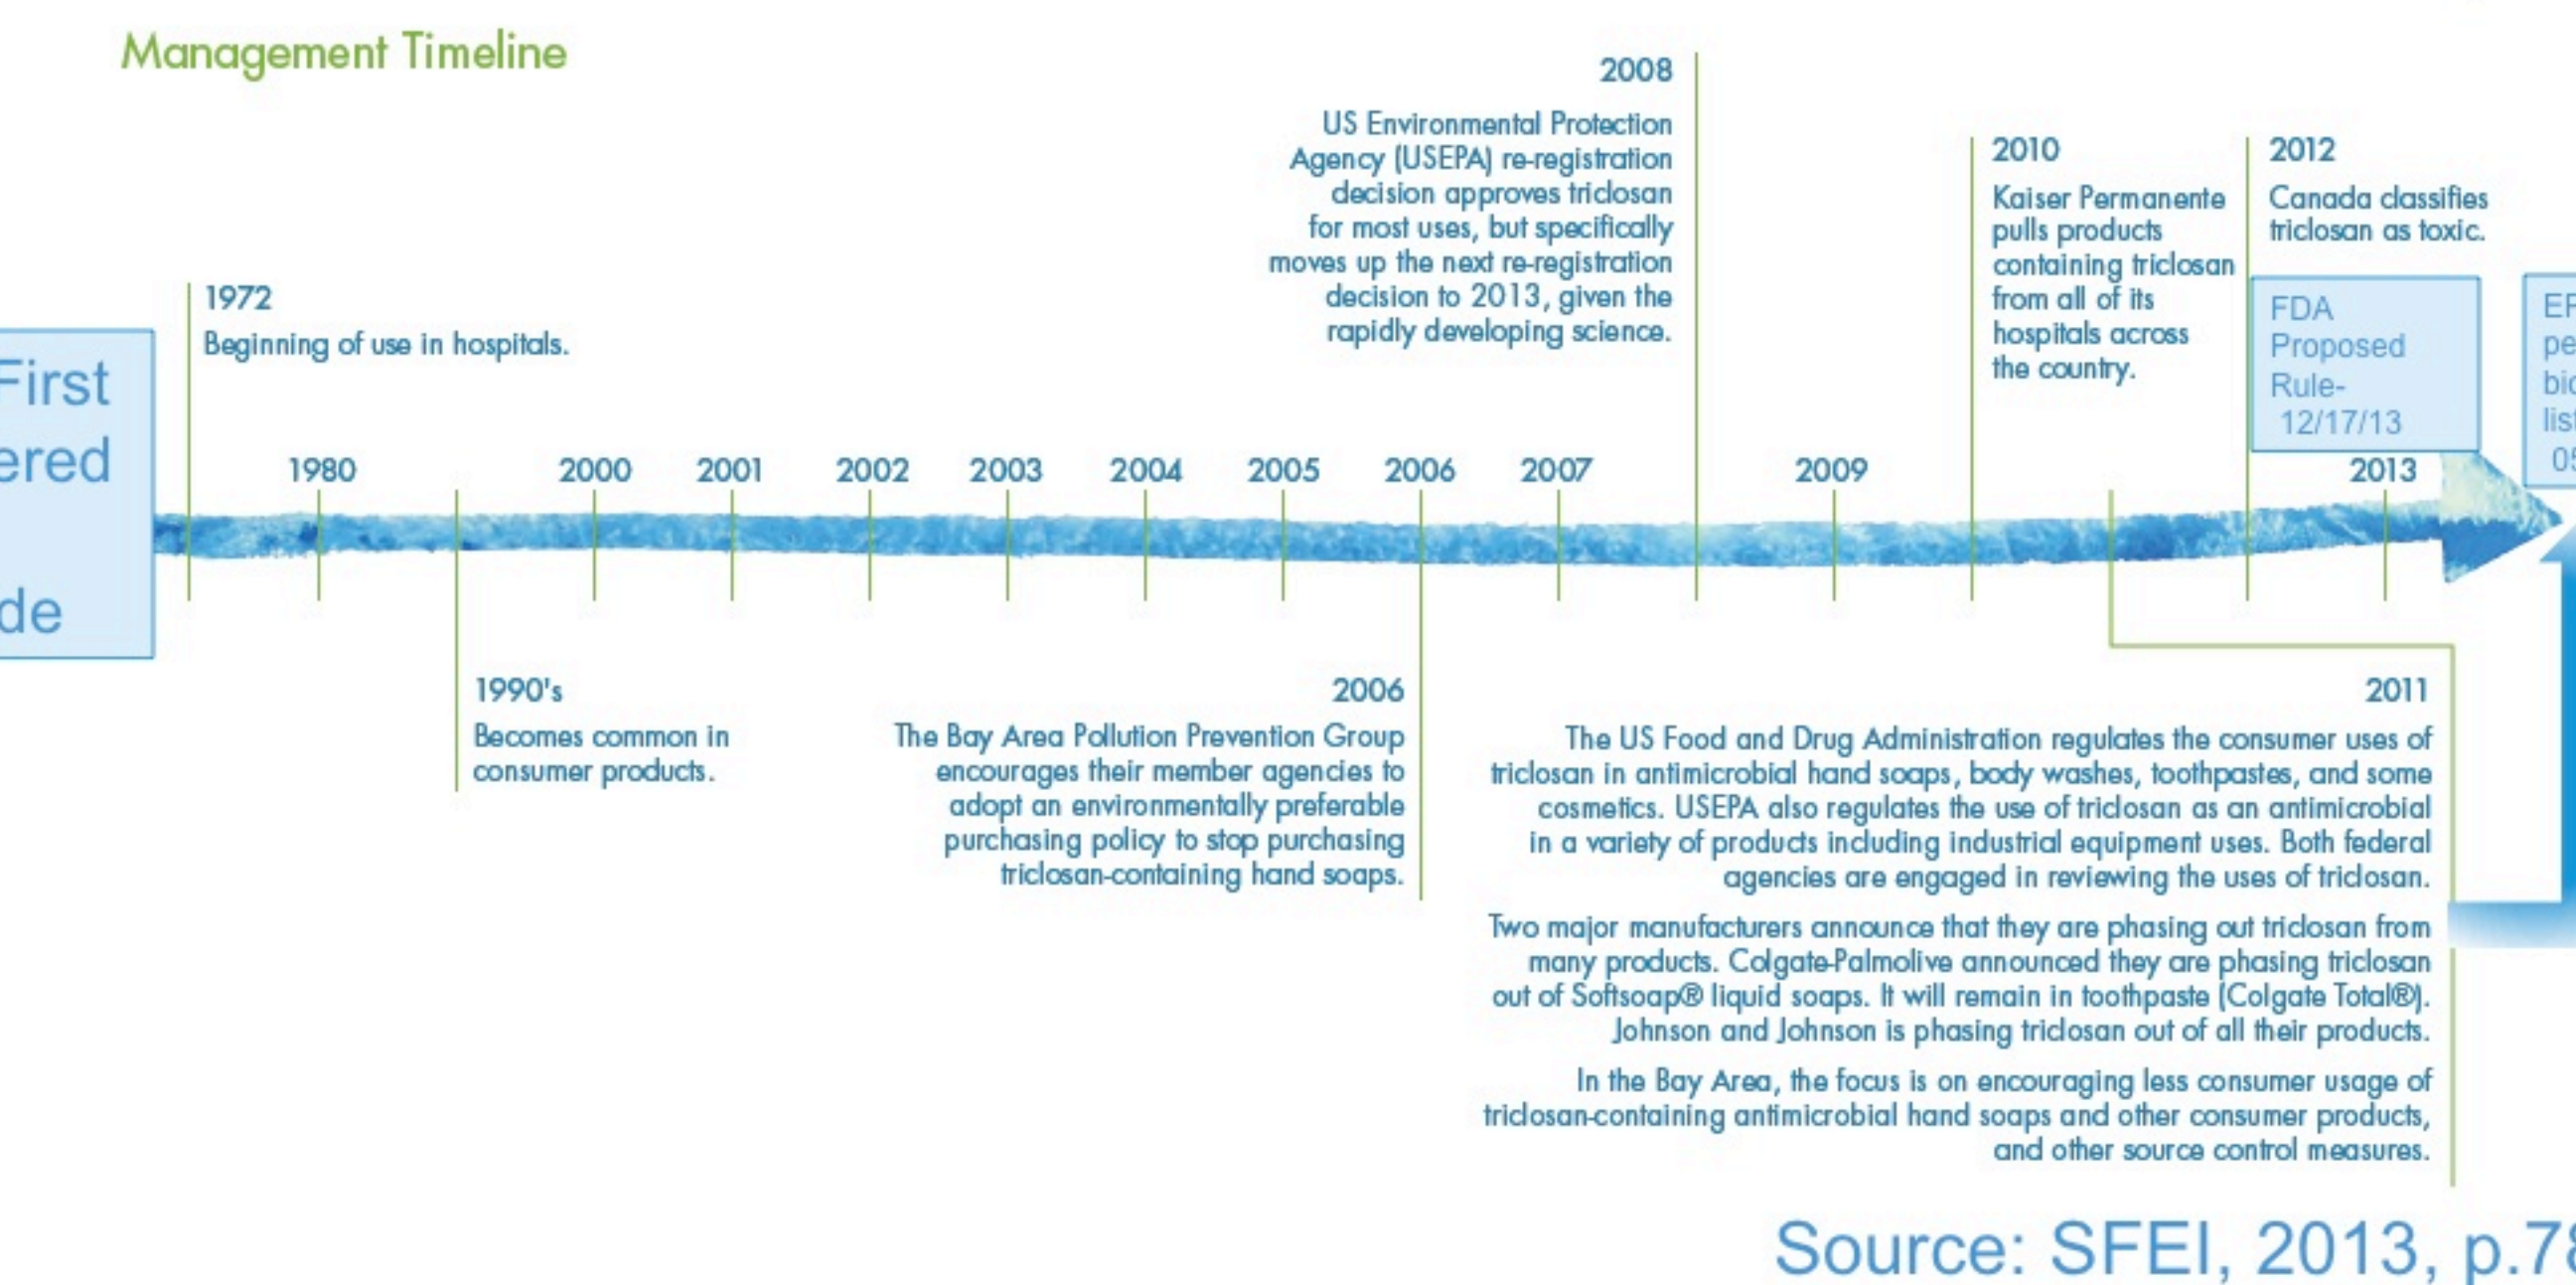 Management Timeline
2008
US Environmental Protection
Agency (USEPA) re-registration
decision approves triclosan
for most uses, but specifically
moves up the next re-registration
decision to 2013, given the
rapidly developing science.
2010
Kaiser Permanente
pulls products
containing triclosan
from all of its
hospitals across
the country.
2012
Canada classifies
triclosan as toxic.
FDA
Proposed
Rule-
12/17/13
1972
Beginning of use in hospitals.
First
1980
2000
2001
2002
2003
2004
2005
2006
2007
2009
2013
1990's
Becomes common in
consumer products.
2006
The Bay Area Pollution Prevention Group
encourages their member agencies to
adopt an environmentally preferable
purchasing policy to stop purchasing
triclosan-containing hand soaps.
2011
The US Food and Drug Administration regulates the consumer uses of
triclosan in antimicrobial hand soaps, body washes, toothpastes, and some
cosmetics. USEPA also regulates the use of triclosan as an antimicrobial
in a variety of products including industrial equipment uses. Both federal
agencies are engaged in reviewing the uses of triclosan.
Two major manufacturers announce that they are phasing out triclosan from
many products. Colgate-Palmolive announced they are phasing triclosan
out of Softsoap® liquid soaps. It will remain in toothpaste (Colgate Total®).
Johnson and Johnson is phasing triclosan out of all their products.
In the Bay Area, the focus is on encouraging less consumer usage of
triclosan-containing antimicrobial hand soaps and other consumer products,
and other source control measures.
Source: SFEI, 2013,